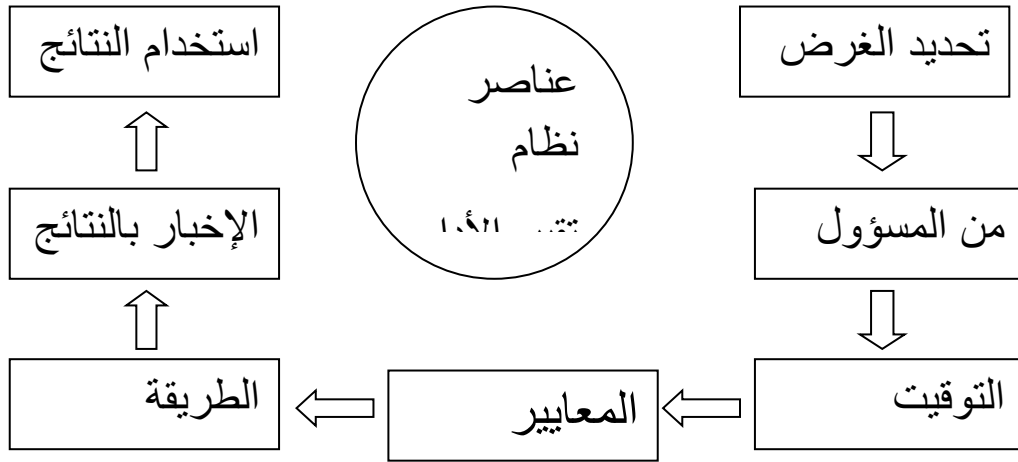 تحديد الغرض
من المسؤول
التوقيت
المعايير
الطريقة
الإخبار بالنتائج
استخدام النتائج
عناصر
نظام